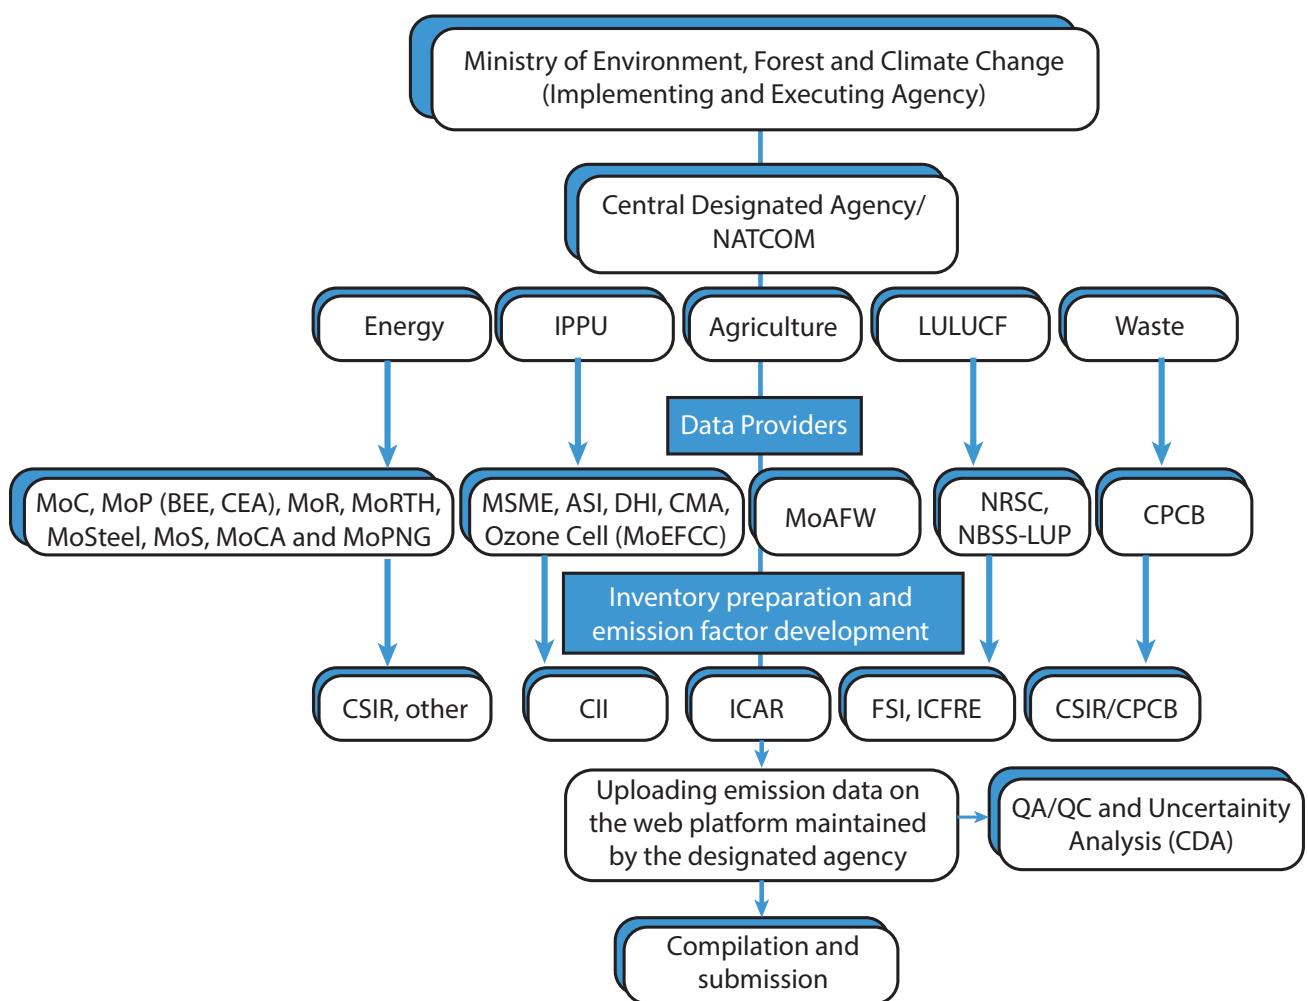 Ministry of Environment, Forest and Climate Change
(Implementing and Executing Agency)
Central Designated Agency/
NATCOM
Energy
IPPU
Agriculture
LULUCF
Waste
Data Providers
MoC, MoP (BEE, CEA), MoR, MoRTH,
MoSteel, MoS, MoCA and MoPNG
MSME, ASI, DHI, CMA,
Ozone Cell (MoEFCC)
MoAFW
NRSC,
NBSS-LUP
CPCB
Inventory preparation and
emission factor development
CSIR, other
CII
ICAR
FSI, ICFRE
CSIR/CPCB
Uploading emission data on
the web platform maintained
by the designated agency
QA/QC and Uncertainity
Analysis (CDA)
Compilation and
submission